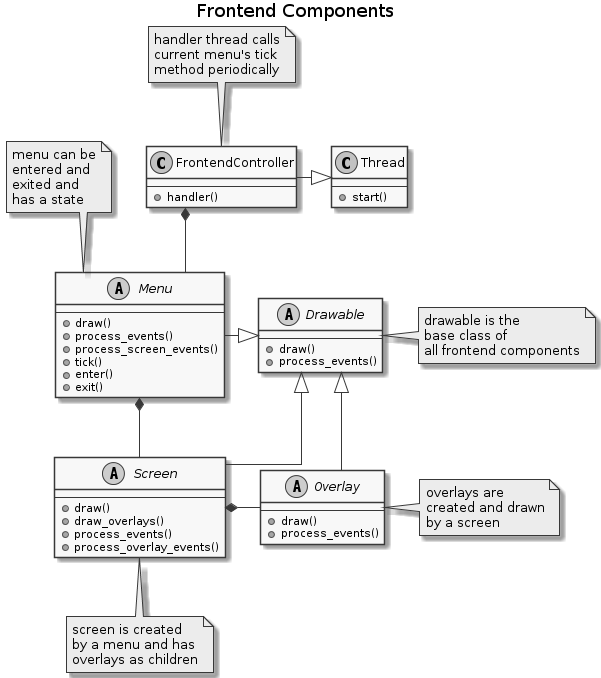 Frontend Components
handler thread calls
current menu's tick
method periodically
menu can be
entered and
exited and
has a state
C FrontendController
handler()
C Thread
start()
A Menu
draw()
process_events()
process_screen_events()
tick()
enter()
exit()
A Drawable
draw()
process_events()
drawable is the
base class of
all frontend components
A Screen
draw()
draw_overlays()
process_events()
process_overlay_events()
A Overlay
draw()
process_events()
overlays are
created and drawn
by a screen
screen is created
by a menu and has
overlays as children